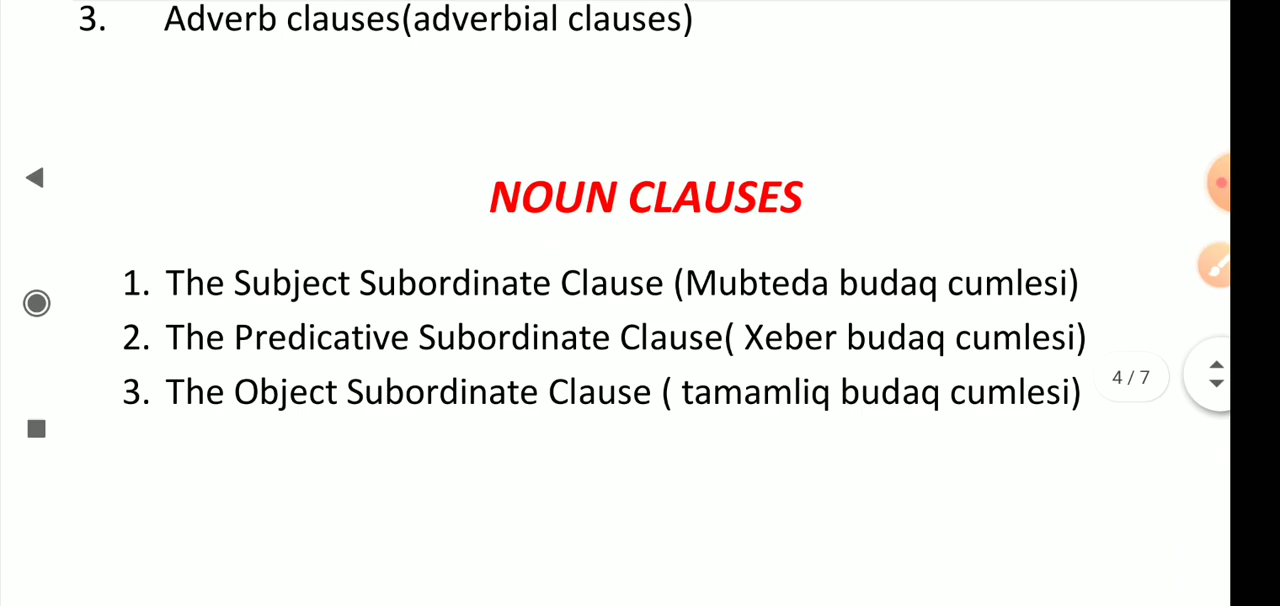 3. Adverb clauses(adverbial clauses)
NOUN CLAUSES
1. The Subject Subordinate Clause (Mubteda budaq cumlesi)
2. The Predicative Subordinate Clause( Xeber budaq cumlesi)
3. The Object Subordinate Clause ( tamamliq budaq cumlesi)
4 / 7